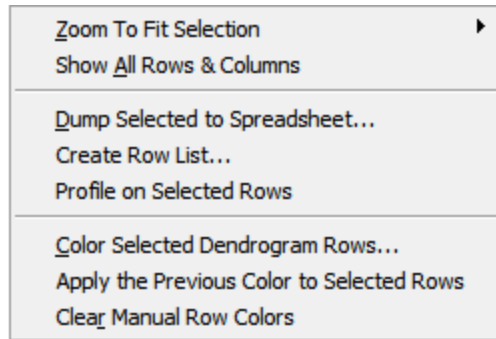 Zoom To Fit Selection
Show All Rows & Columns
Dump Selected to Spreadsheet...
Create Row List...
Profile on Selected Rows
Color Selected Dendrogram Rows...
Apply the Previous Color to Selected Rows
Clear Manual Row Colors